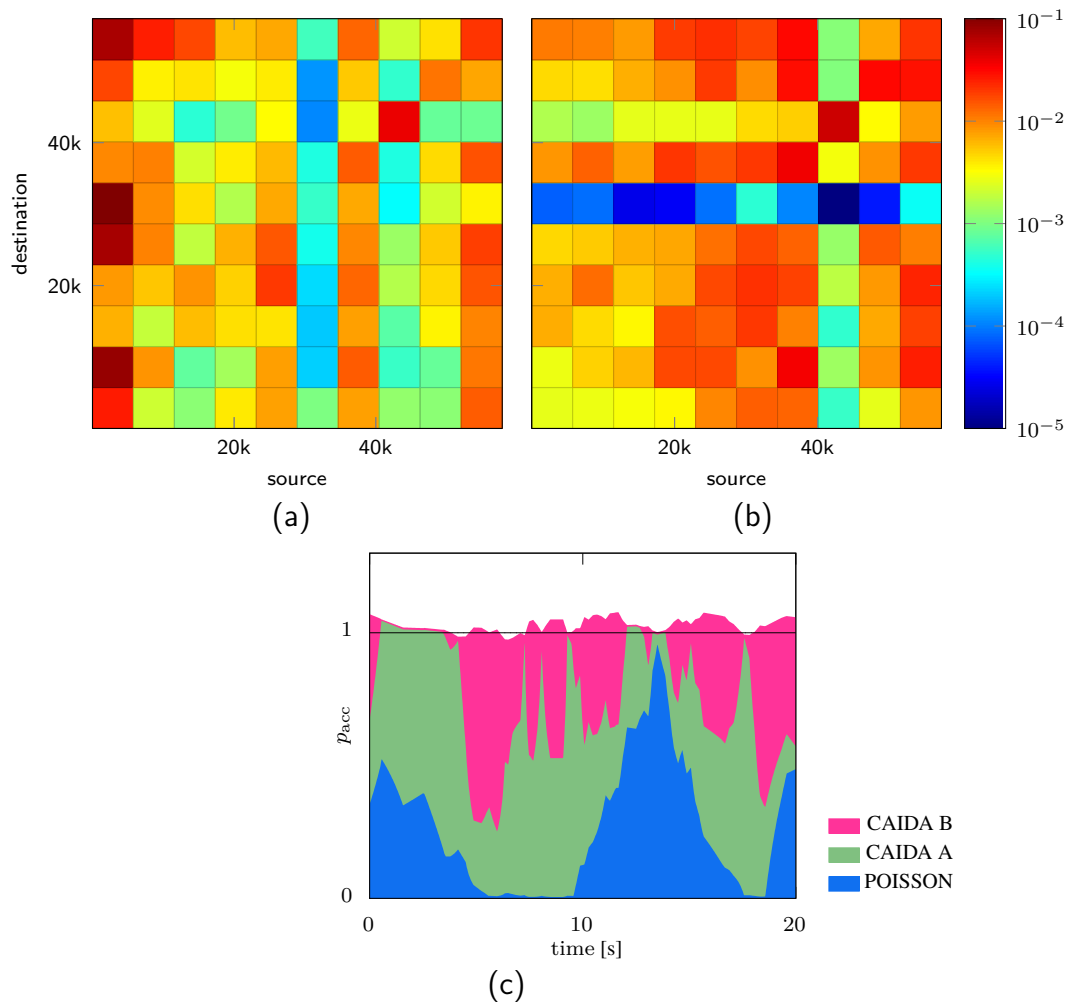 destination
40k
20k
20k
40k
source
(a)
20k
40k
source
(b)
10⁻¹
10⁻²
10⁻³
10⁻⁴
10⁻⁵
p_acc
1
0
0
10
20
time [s]
CAIDA B
CAIDA A
POISSON
(c)